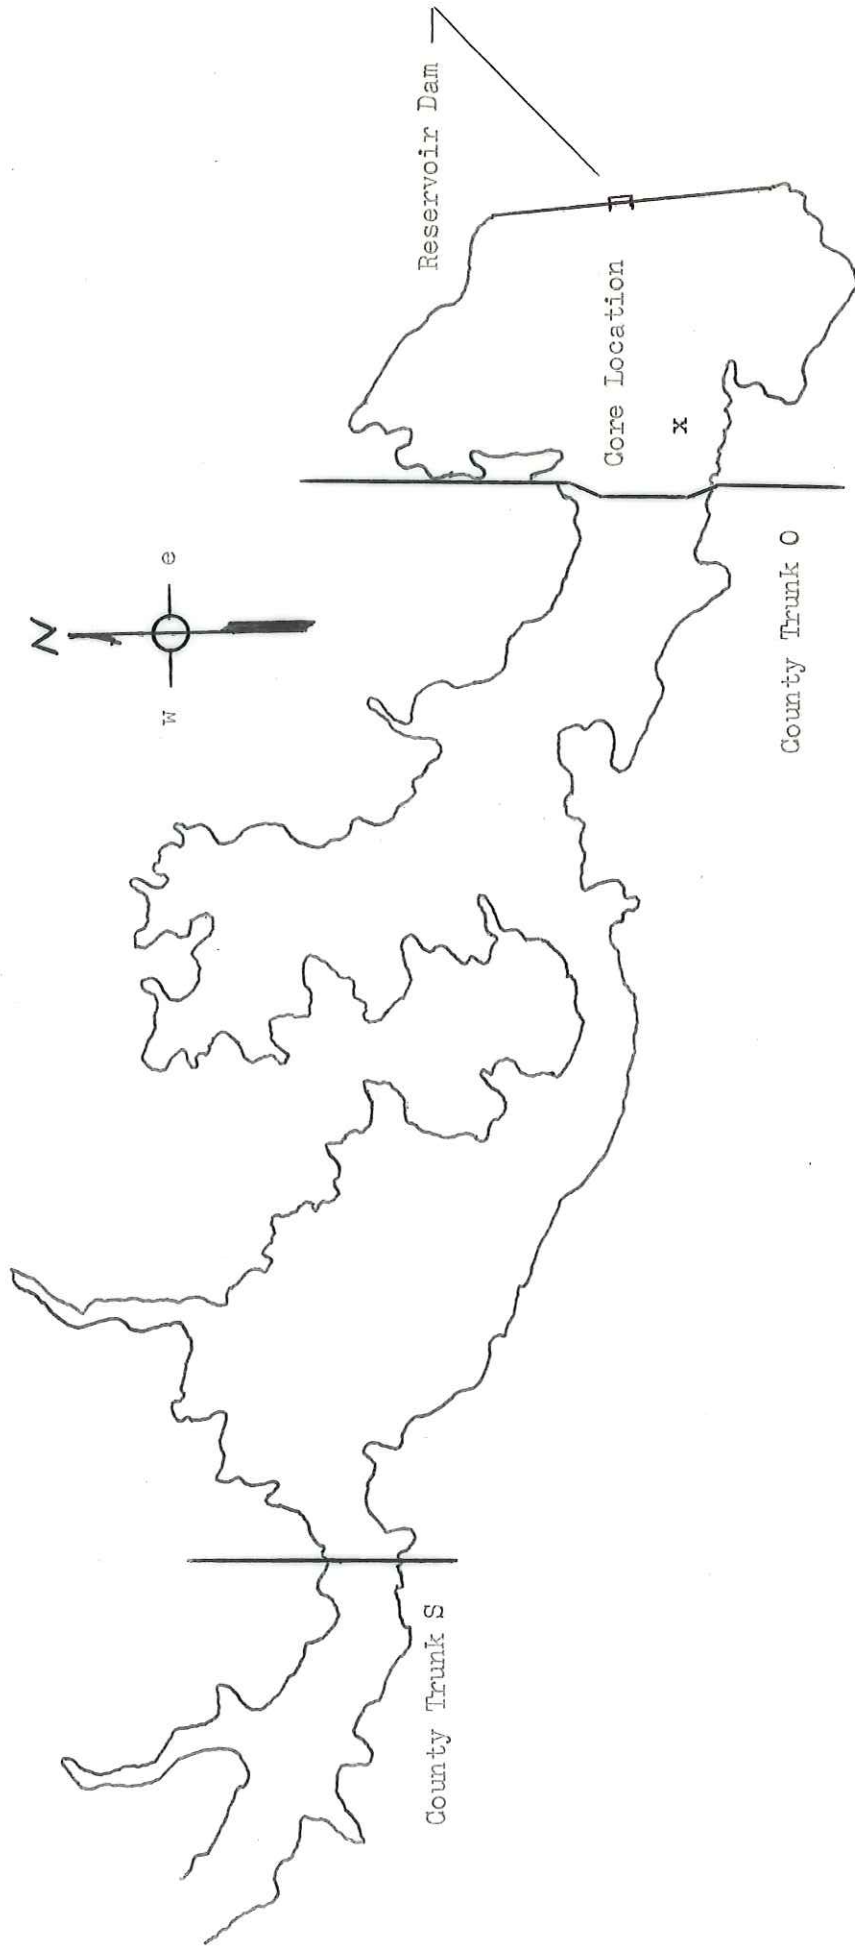 N
w
e
Reservoir Dam
Core Location
x
County Trunk O
County Trunk S